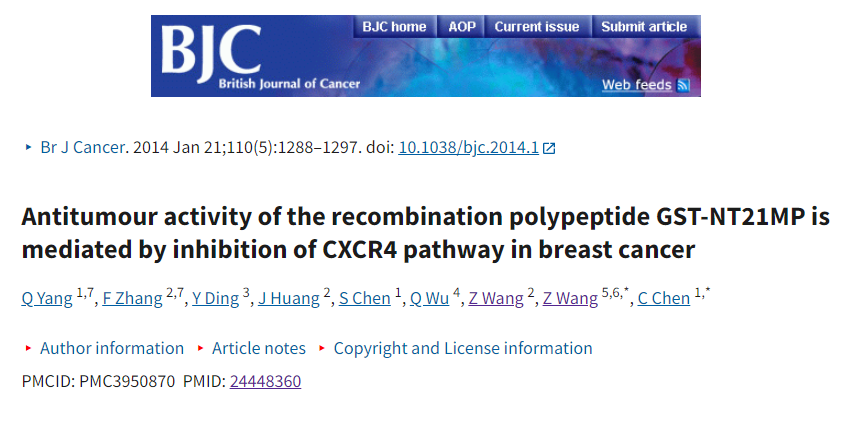 BJC home AOP Current issue Submit article
BJC
British Journal of Cancer
Web feeds
Br J Cancer. 2014 Jan 21;110(5):1288–1297. doi: 10.1038/bjc.2014.1
Antitumour activity of the recombination polypeptide GST-NT21MP is
mediated by inhibition of CXCR4 pathway in breast cancer
Q Yang 1,7, F Zhang 2,7, Y Ding 3, J Huang 2, S Chen 1, Q Wu 4, Z Wang 2, Z Wang 5,6,*, C Chen 1,*
Author information Article notes Copyright and License information
PMCID: PMC3950870 PMID: 24448360